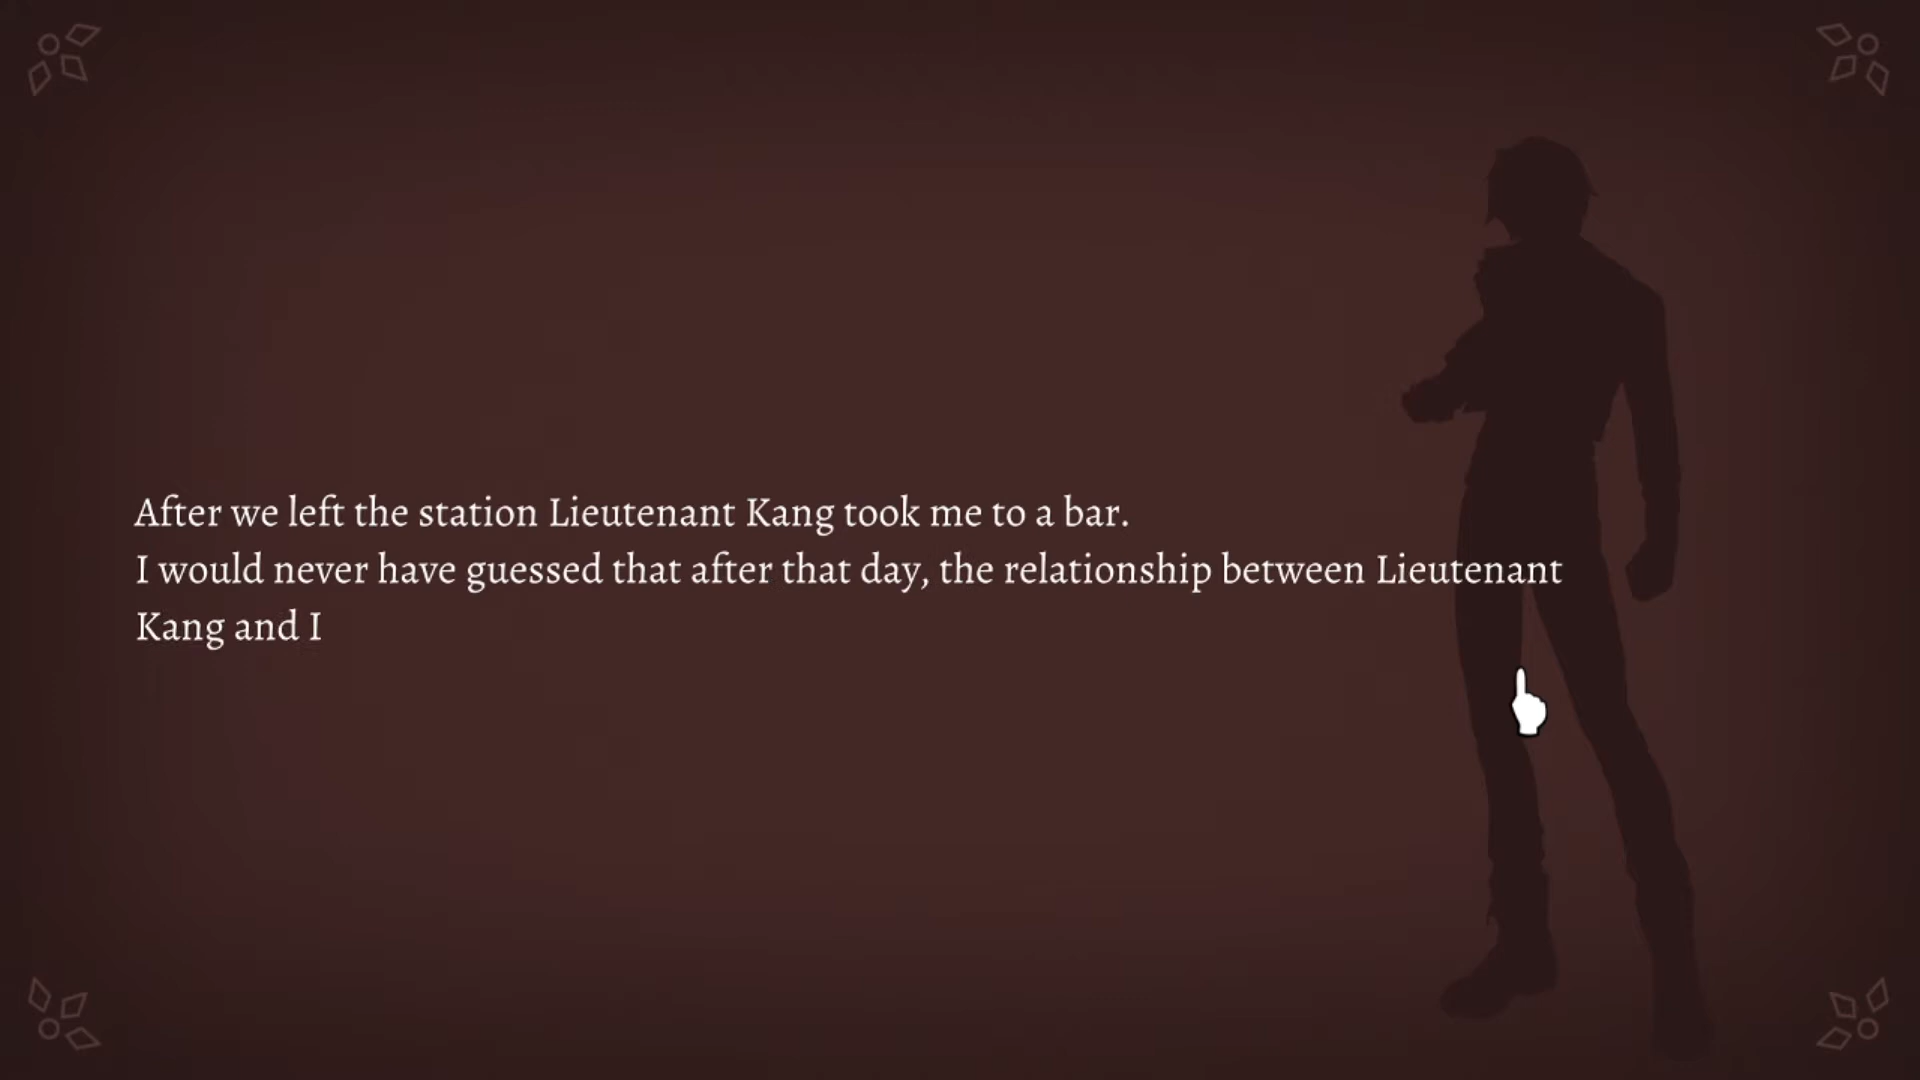 After we left the station Lieutenant Kang took me to a bar.
I would never have guessed that after that day, the relationship between Lieutenant
Kang and I